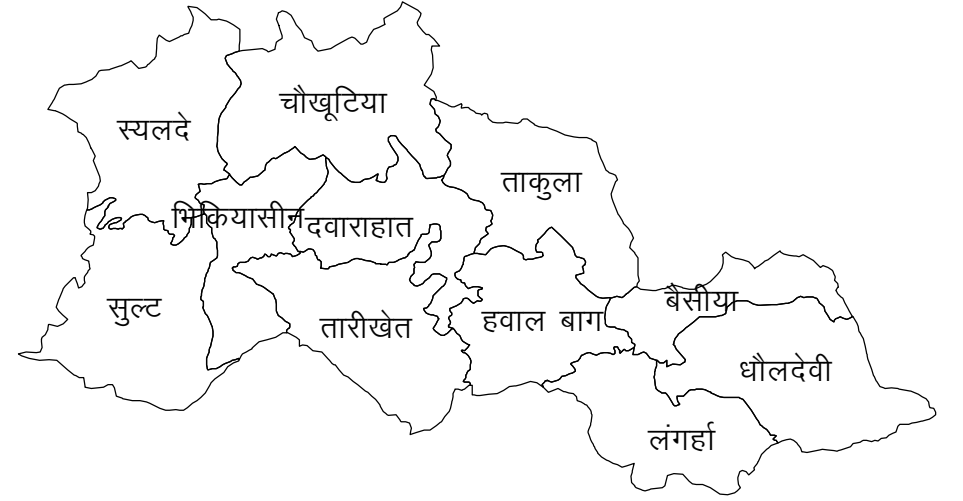 चौखूटिया
स्यलदे
ताकुला
भिकियासीन
दवाराहात
बैसीया
सुल्ट
तारीखेत
हवाल बाग
धौलदेवी
लंगर्हा